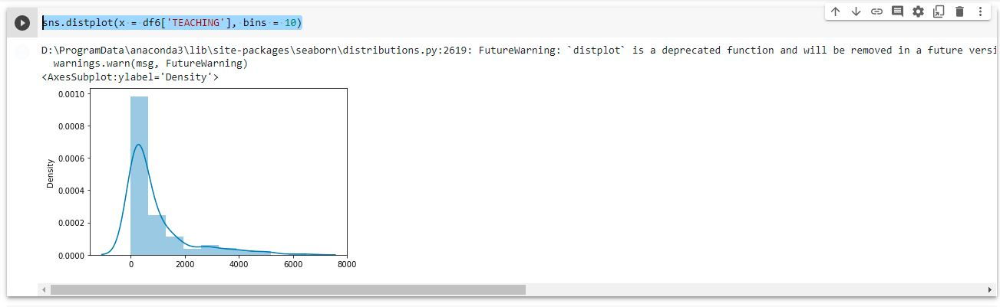 sns.distplot(x = df6['TEACHING'], bins = 10)
D:\ProgramData\anaconda3\lib\site-packages\seaborn\distributions.py:2619: FutureWarning: `distplot` is a deprecated function and will be removed in a future versi
warnings.warn(msg, FutureWarning)
<AxesSubplot:ylabel='Density'>
0.0010
0.0008
0.0006
0.0004
0.0002
0.0000
Density
0 2000 4000 6000 8000